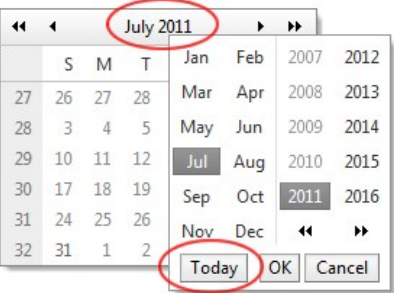 July 2011
S M T
27 26 27 28
28 3 4 5
29 10 11 12
30 17 18 19
31 24 25 26
32 31 1 2
Jan Feb 2007 2012
Mar Apr 2008 2013
May Jun 2009 2014
Jul Aug 2010 2015
Sep Oct 2011 2016
Nov Dec
Today OK Cancel